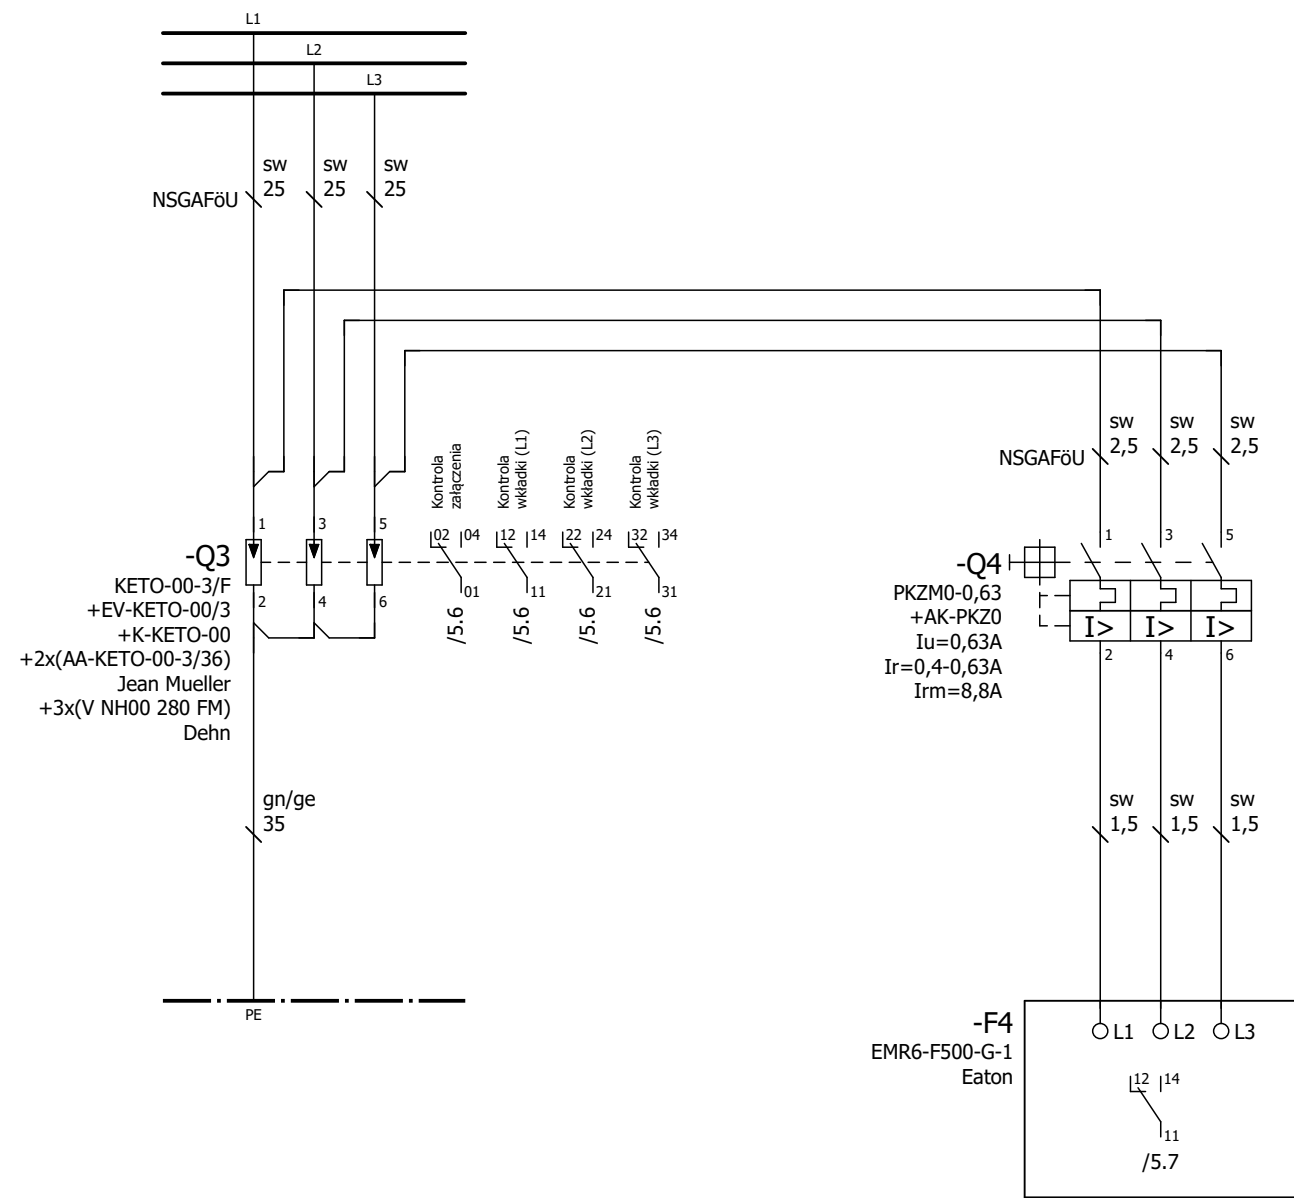 L1
L2
L3
sw
25
sw
25
sw
25
NSGAFöU
sw
2,5
sw
2,5
sw
2,5
NSGAFöU
Kontrola
załączenia
Kontrola
wkładki (L1)
Kontrola
wkładki (L2)
Kontrola
wkładki (L3)
1
3
5
02
04
12
14
22
24
32
34
1
3
5
-Q3
KETO-00-3/F
+EV-KETO-00/3
+K-KETO-00
+2x(AA-KETO-00-3/36)
Jean Mueller
+3x(V NH00 280 FM)
Dehn
2
4
6
01
11
21
31
/5.6
/5.6
/5.6
/5.6
-Q4
PKZM0-0,63
+AK-PKZ0
Iu=0,63A
Ir=0,4-0,63A
Irm=8,8A
I>
I>
I>
2
4
6
gn/ge
35
sw
1,5
sw
1,5
sw
1,5
PE
-F4
EMR6-F500-G-1
Eaton
L1
L2
L3
12
14
11
/5.7